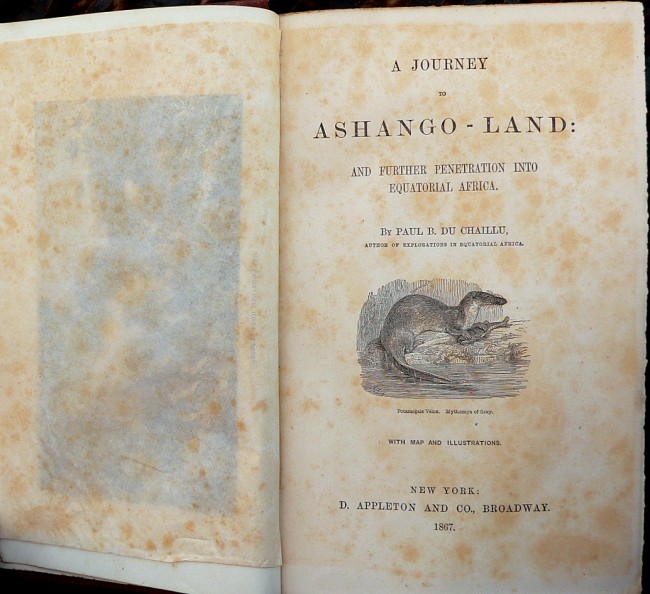 A JOURNEY
TO
ASHANGO-LAND:
AND FURTHER PENETRATION INTO
EQUATORIAL AFRICA.
By PAUL B. DU CHAILLU,
AUTHOR OF EXPLORATIONS IN EQUATORIAL AFRICA.
Potamogale Velox. Mythomys of Gray.
WITH MAP AND ILLUSTRATIONS.
NEW YORK:
D. APPLETON AND CO., BROADWAY.
1867.